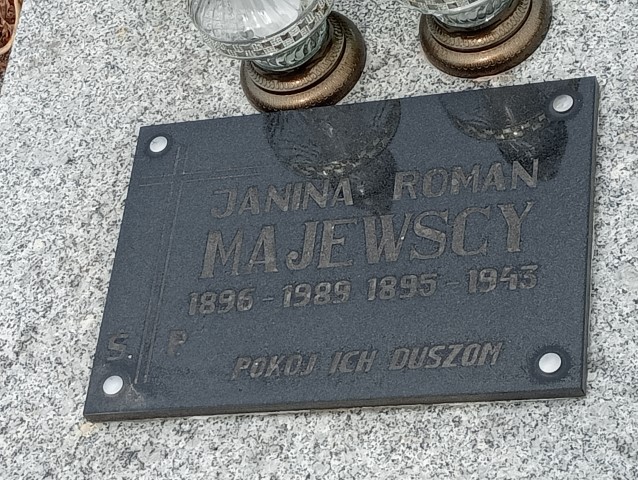 JANINA ROMAN
MAJEWSCY
1896-1989 1895-1943
Ś P
POKÓJ ICH DUSZOM